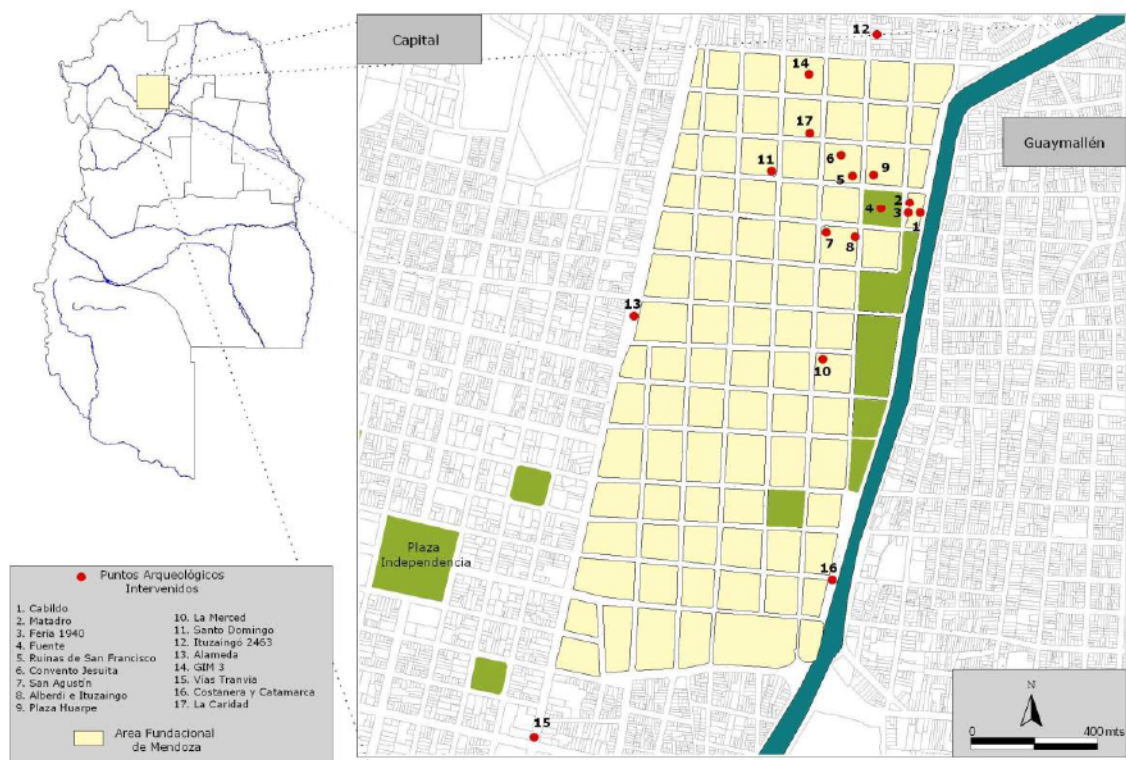 Capital
12
14
Guaymallén
17
6
11
5
9
4
2
3
1
7
8
13
10
Plaza
Independencia
16
15
Puntos Arqueológicos
Intervenidos
1. Cabildo
2. Matadro
3. Feria 1940
4. Fuente
5. Ruinas de San Francisco
6. Convento Jesuita
7. San Agustín
8. Alberdi e Ituzaingo
9. Plaza Huarpe
10. La Merced
11. Santo Domingo
12. Ituzaingó 2463
13. Alameda
14. GIM 3
15. Vías Tranvia
16. Costanera y Catamarca
17. La Caridad
Area Fundacional
de Mendoza
N
0 400 mts